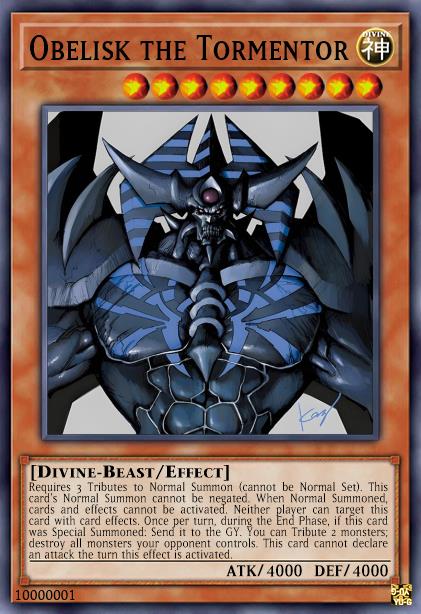 OBELISK THE TORMENTOR
DIVINE
神
[DIVINE-BEAST/EFFECT]
Requires 3 Tributes to Normal Summon (cannot be Normal Set). This
card's Normal Summon cannot be negated. When Normal Summoned,
cards and effects cannot be activated. Neither player can target
this card with card effects. Once per turn, during the End Phase, if this card
was Special Summoned: Send it to the GY. You can Tribute 2 monsters;
destroy all monsters your opponent controls. This card cannot declare
an attack the turn this effect is activated.
ATK/4000 DEF/4000
10000001